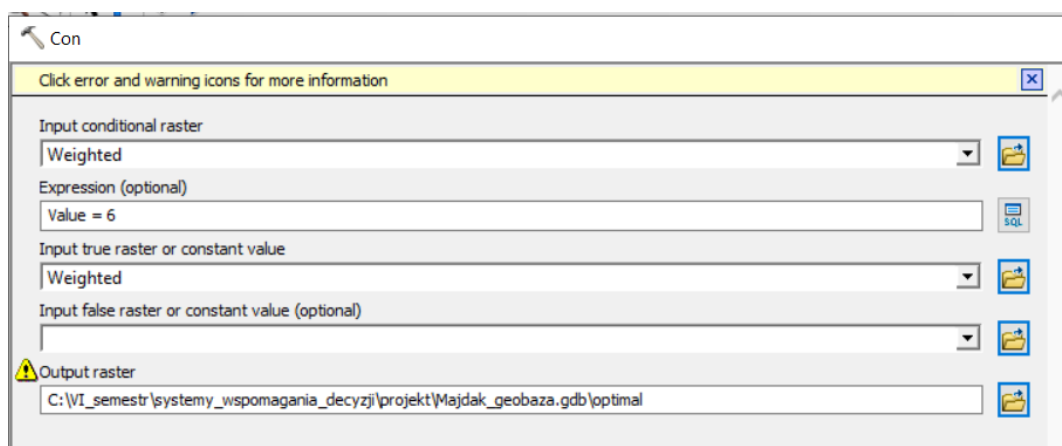 Con
Click error and warning icons for more information
Input conditional raster
Weighted
Expression (optional)
Value = 6
SQL
Input true raster or constant value
Weighted
Input false raster or constant value (optional)
Output raster
C:\VI_semestr\systemy_wspomagania_decyzji\projekt\Majdak_geobaza.gdb\optimal